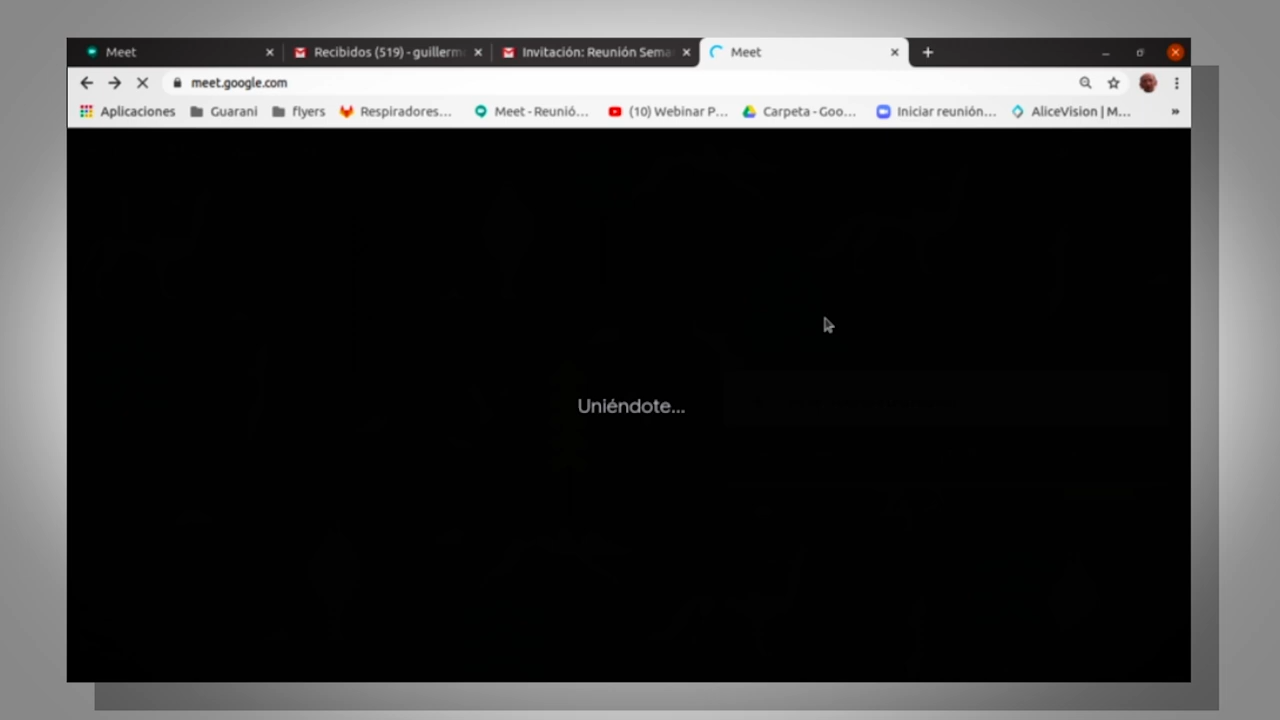 Meet
Recibidos (519) - guillerm
Invitación: Reunión Sema
Meet
meet.google.com
Aplicaciones
Guarani
flyers
Respiradores...
Meet - Reunió...
(10) Webinar P...
Carpeta - Goo...
Iniciar reunión...
AliceVision | M...
»
Uniéndote...